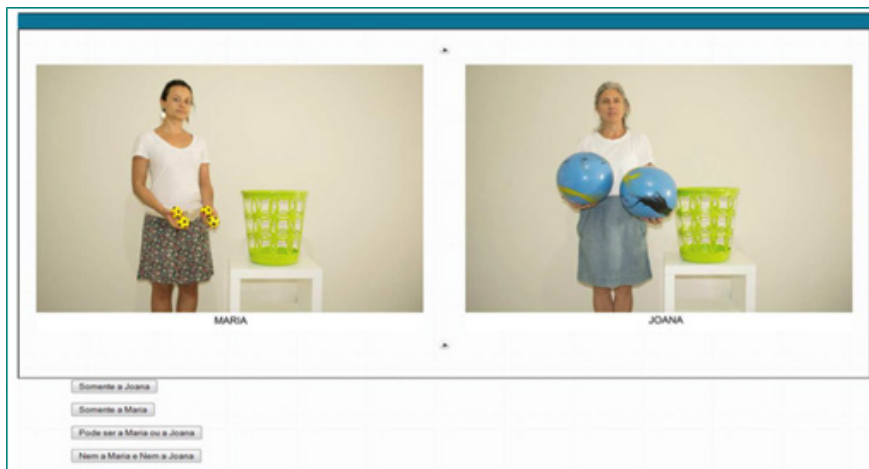 MARIA
JOANA
Somente a Joana
Somente a Maria
Pode ser a Maria ou a Joana
Nem a Maria e Nem a Joana